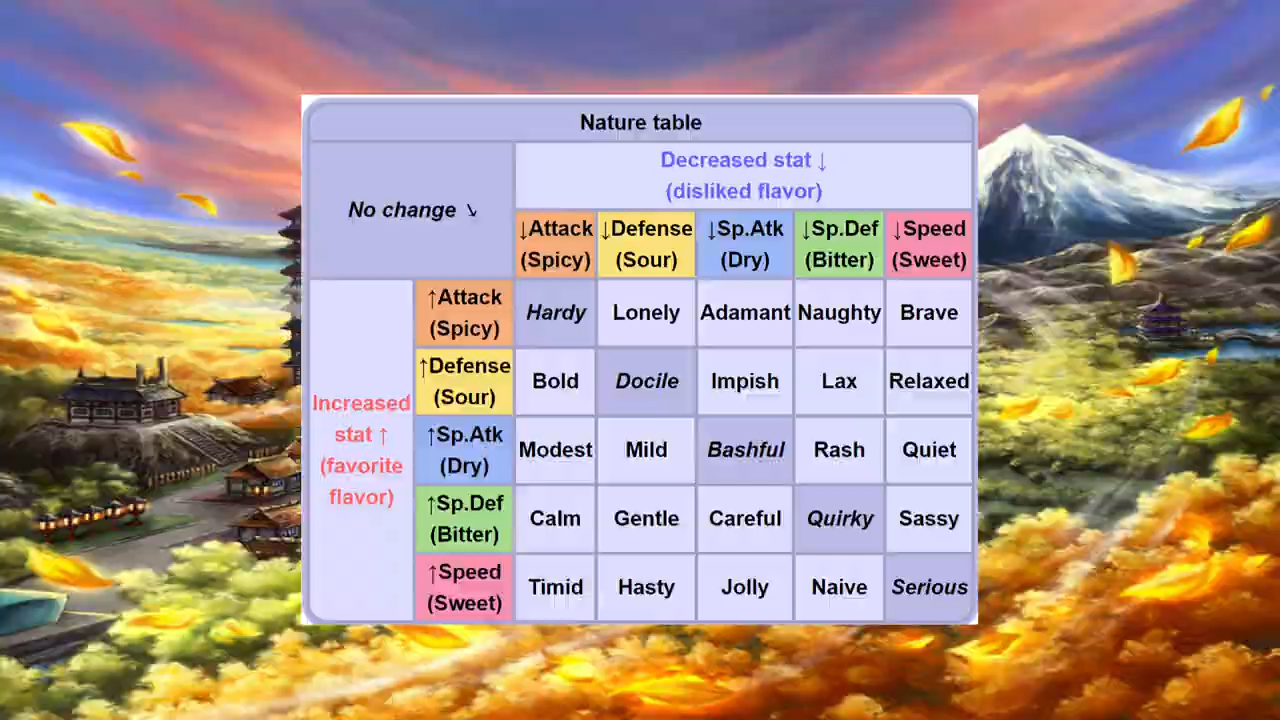 Nature table
No change ↘
Decreased stat ↓
(disliked flavor)
↓Attack
(Spicy)
↓Defense
(Sour)
↓Sp.Atk
(Dry)
↓Sp.Def
(Bitter)
↓Speed
(Sweet)
Increased
stat ↑
(favorite
flavor)
↑Attack
(Spicy)
Hardy
Lonely
Adamant
Naughty
Brave
↑Defense
(Sour)
Bold
Docile
Impish
Lax
Relaxed
↑Sp.Atk
(Dry)
Modest
Mild
Bashful
Rash
Quiet
↑Sp.Def
(Bitter)
Calm
Gentle
Careful
Quirky
Sassy
↑Speed
(Sweet)
Timid
Hasty
Jolly
Naive
Serious